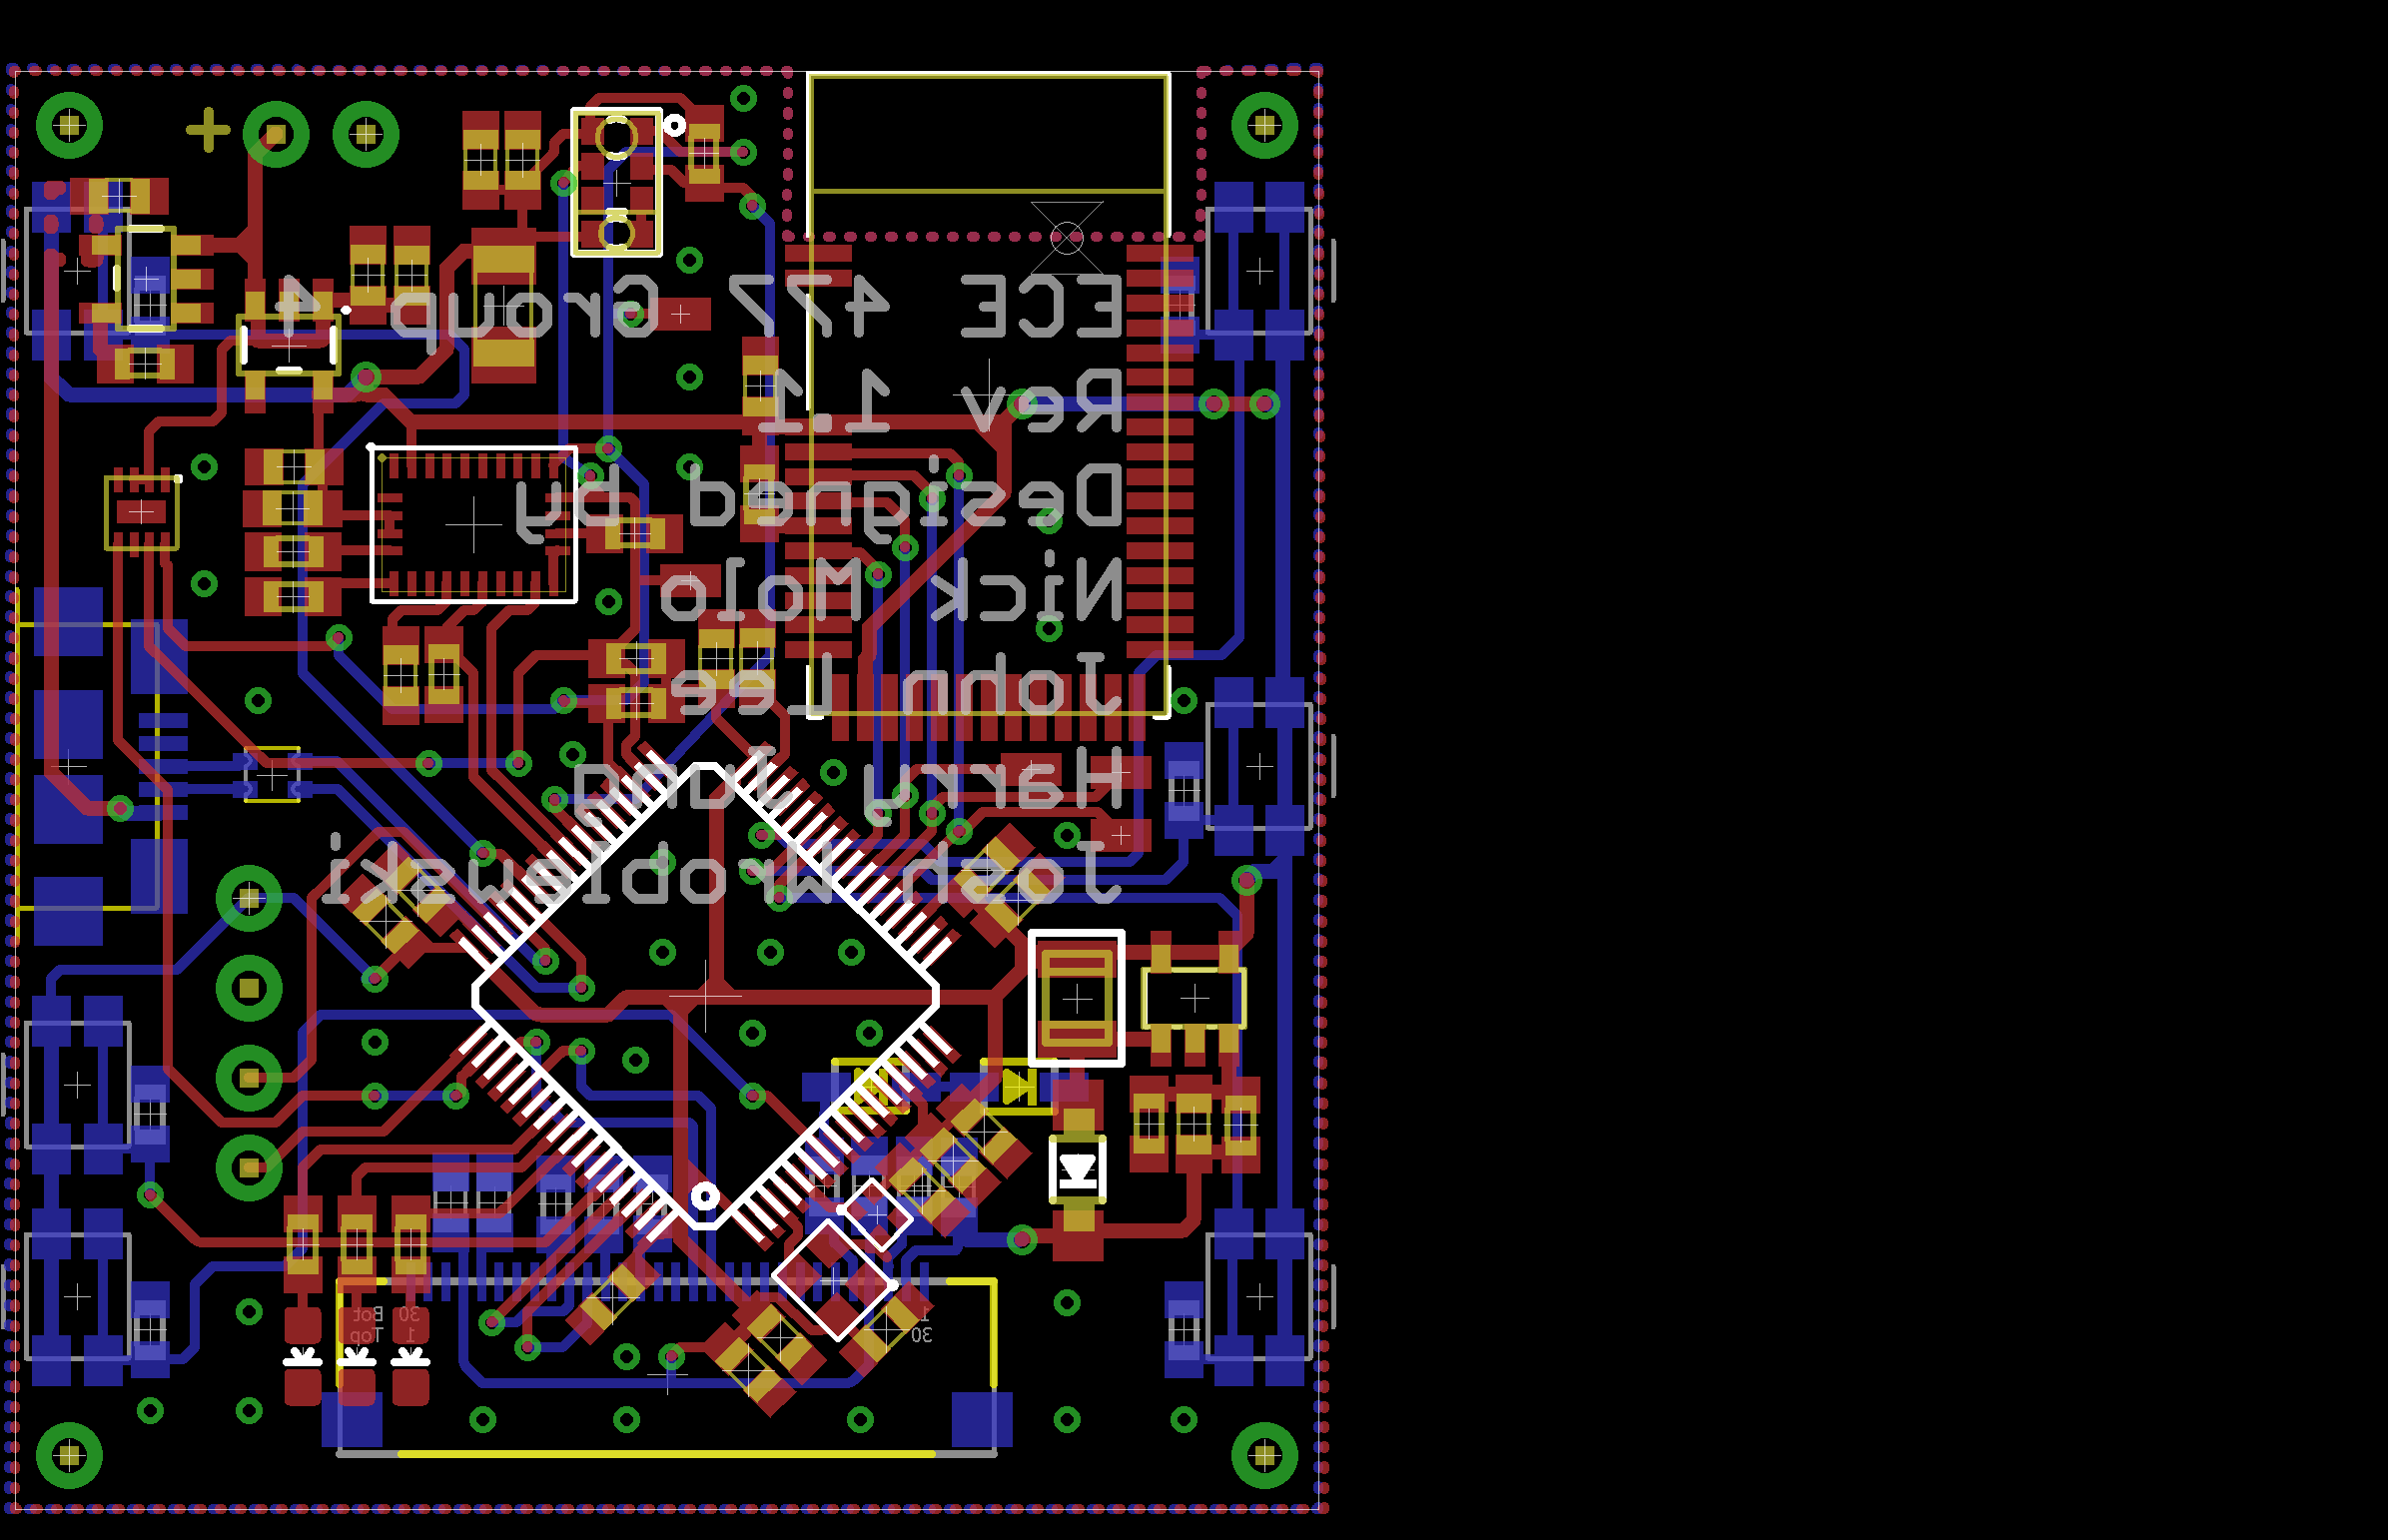 +
ECE 477 Group 4
Rev 1.1
Designed by
Nick Molo
John Lee
Harry Jung
Josh Wroblewski
Bot 30
Top 1
1
30